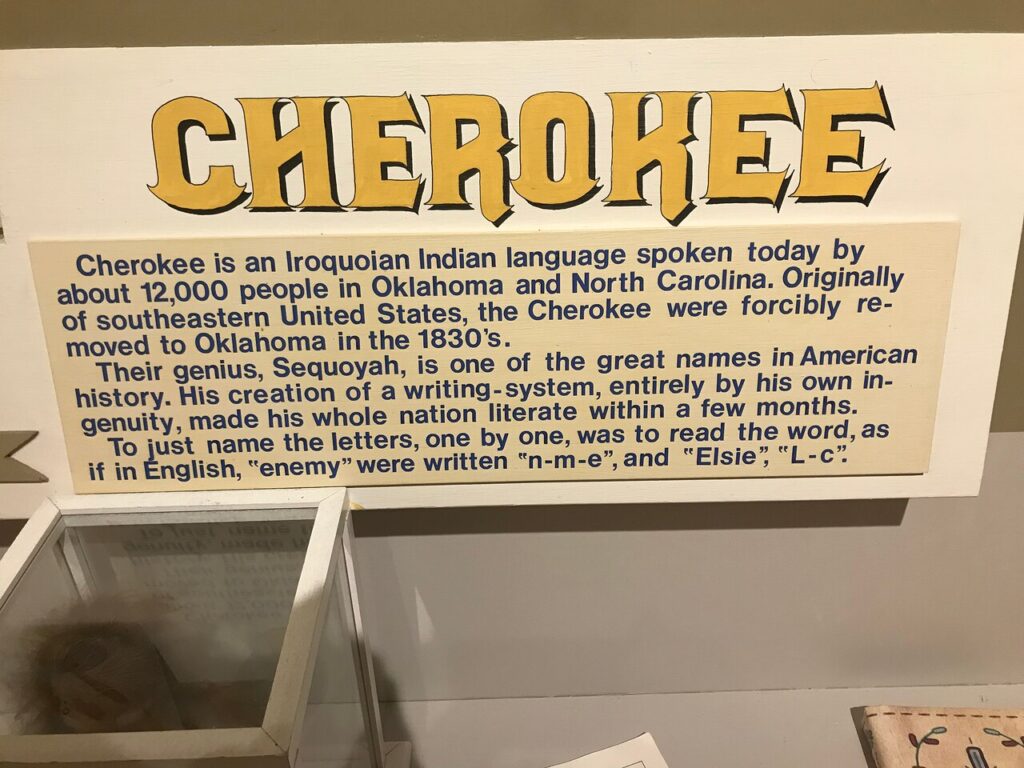 CHEROKEE
Cherokee is an Iroquoian Indian language spoken today by
about 12,000 people in Oklahoma and North Carolina. Originally
of southeastern United States, the Cherokee were forcibly re-
moved to Oklahoma in the 1830's.
Their genius, Sequoyah, is one of the great names in American
history. His creation of a writing-system, entirely by his own in-
genuity, made his whole nation literate within a few months.
To just name the letters, one by one, was to read the word, as
if in English, "enemy" were written "n-m-e", and "Elsie", "L-c".